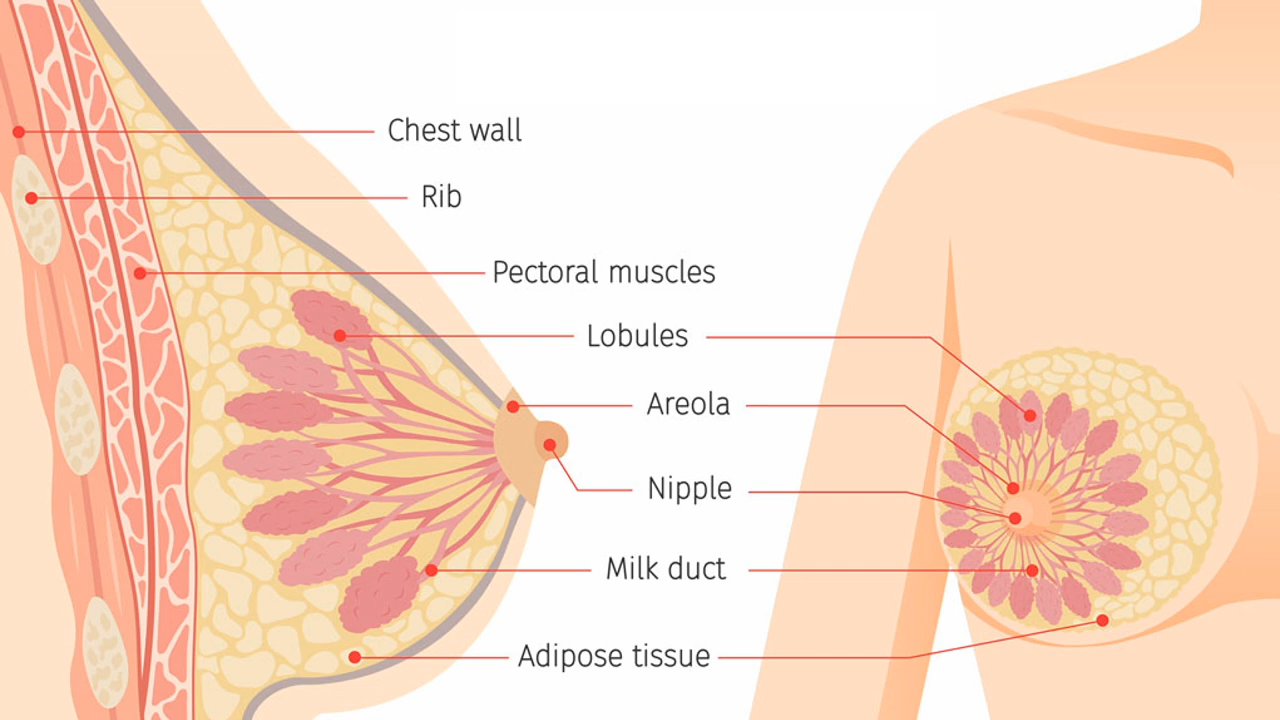 Chest wall
Rib
Pectoral muscles
Lobules
Areola
Nipple
Milk duct
Adipose tissue